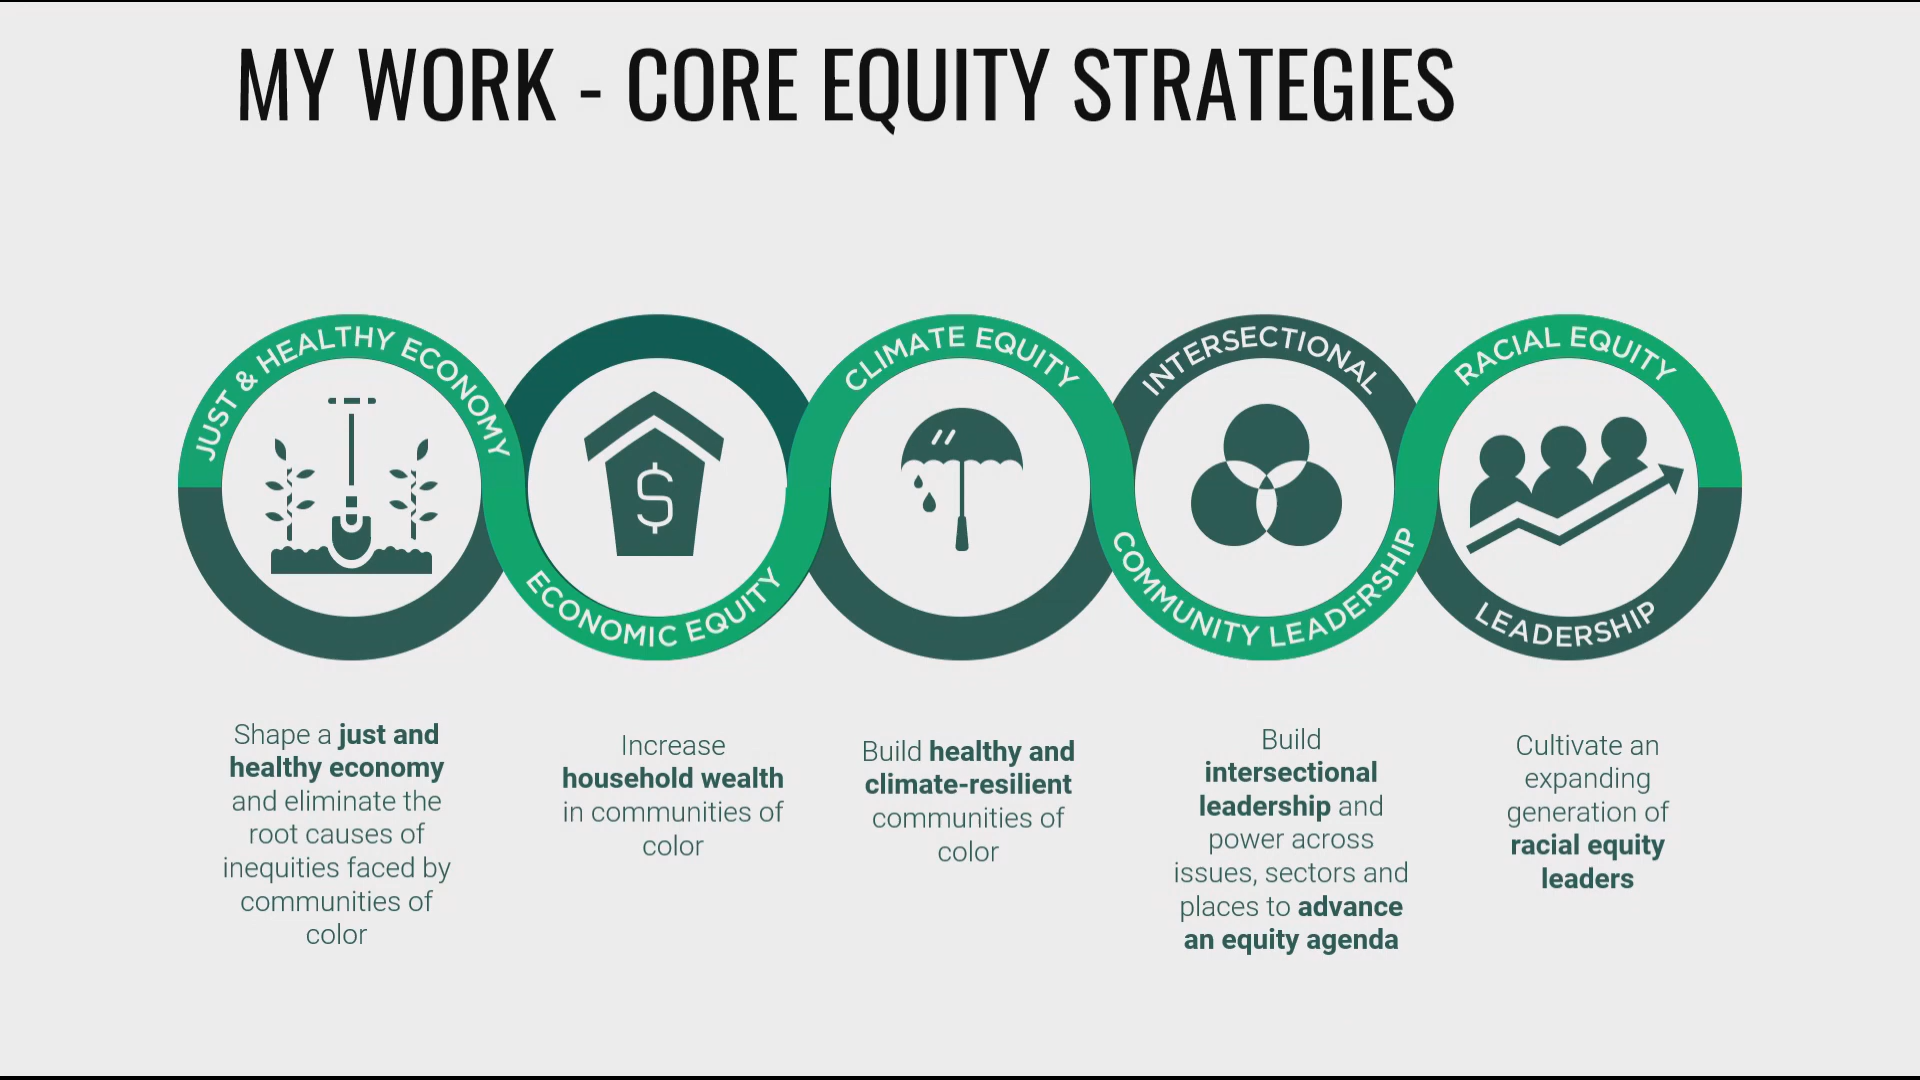 MY WORK - CORE EQUITY STRATEGIES
JUST & HEALTHY ECONOMY
ECONOMIC EQUITY
CLIMATE EQUITY
INTERSECTIONAL
COMMUNITY LEADERSHIP
RACIAL EQUITY
LEADERSHIP
$
Shape a just and
healthy economy
and eliminate the
root causes of
inequities faced by
communities of
color
Increase
household wealth
in communities of
color
Build healthy and
climate-resilient
communities of
color
Build
intersectional
leadership and
power across
issues, sectors and
places to advance
an equity agenda
Cultivate an
expanding
generation of
racial equity
leaders